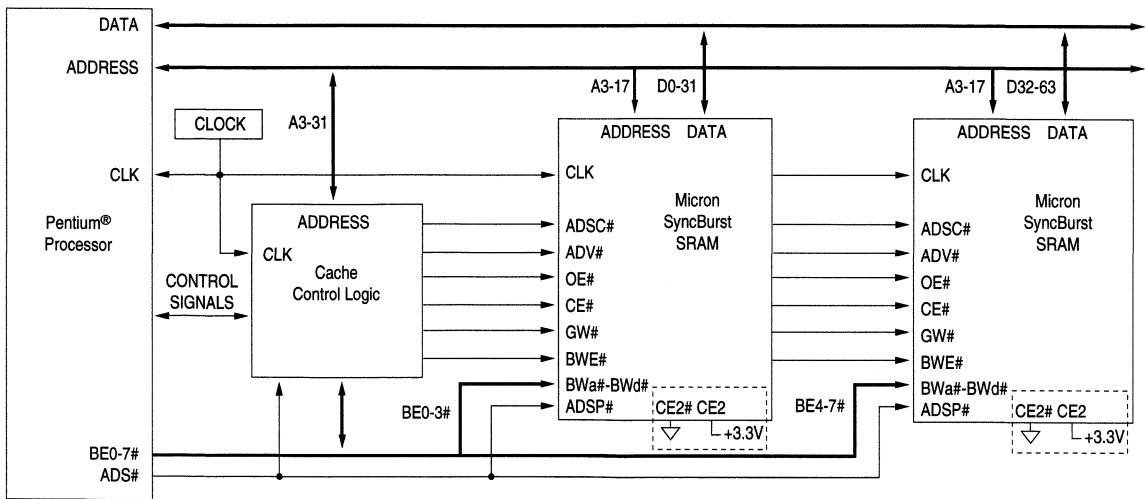 DATA
ADDRESS
A3-17
D0-31
A3-17
D32-63
A3-31
CLOCK
ADDRESS DATA
ADDRESS DATA
CLK
CLK
CLK
Micron
SyncBurst
SRAM
Micron
SyncBurst
SRAM
Pentium®
Processor
ADDRESS
CLK
Cache
Control Logic
CONTROL
SIGNALS
ADSC#
ADV#
OE#
CE#
GW#
BWE#
BWa#-BWd#
ADSP#
CE2# CE2
+3.3V
ADSC#
ADV#
OE#
CE#
GW#
BWE#
BWa#-BWd#
ADSP#
CE2# CE2
+3.3V
BE0-3#
BE4-7#
BE0-7#
ADS#